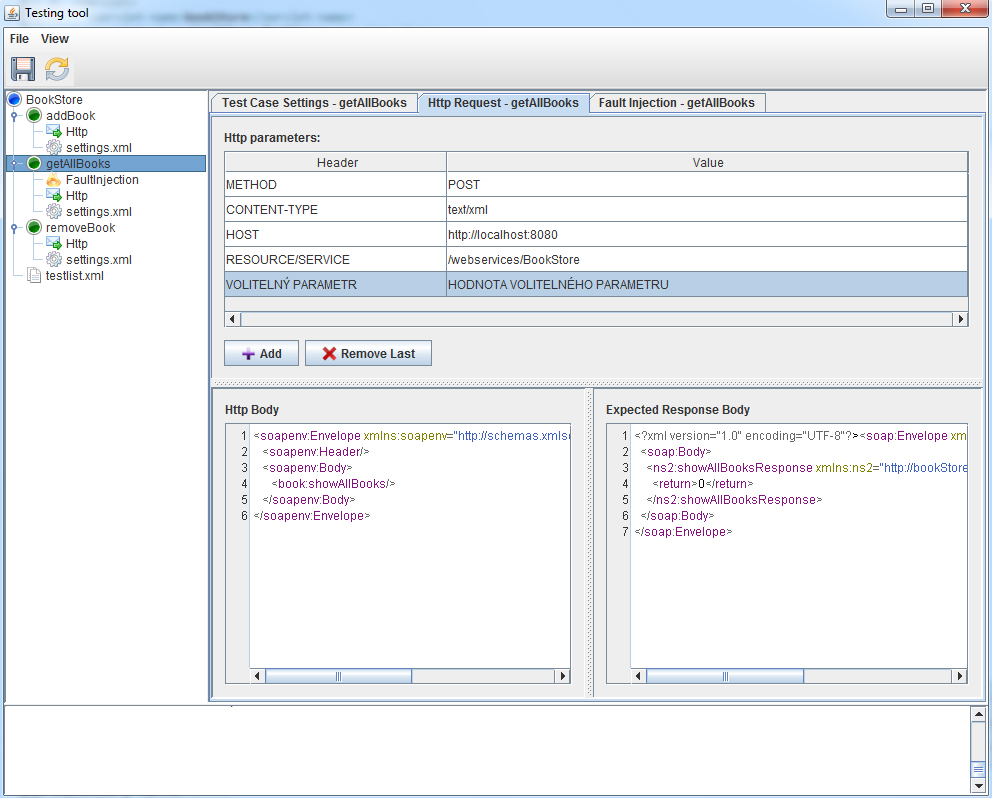 Testing tool
File View
BookStore
addBook
Http
settings.xml
getAllBooks
FaultInjection
Http
settings.xml
removeBook
Http
settings.xml
testlist.xml
Test Case Settings - getAllBooks
Http Request - getAllBooks
Fault Injection - getAllBooks
Http parameters:
Header Value
METHOD POST
CONTENT-TYPE text/xml
HOST http://localhost:8080
RESOURCE/SERVICE /webservices/BookStore
VOLITELNÝ PARAMETR HODNOTA VOLITELNÉHO PARAMETRU
Add Remove Last
Http Body
1 <soapenv:Envelope xmlns:soapenv="http://schemas.xmlso
2 <soapenv:Header/>
3 <soapenv:Body>
4 <book:showAllBooks/>
5 </soapenv:Body>
6 </soapenv:Envelope>
Expected Response Body
1 <?xml version="1.0" encoding="UTF-8"?><soap:Envelope xm
2 <soap:Body>
3 <ns2:showAllBooksResponse xmlns:ns2="http://bookStore
4 <return>0</return>
5 </ns2:showAllBooksResponse>
6 </soap:Body>
7 </soap:Envelope>